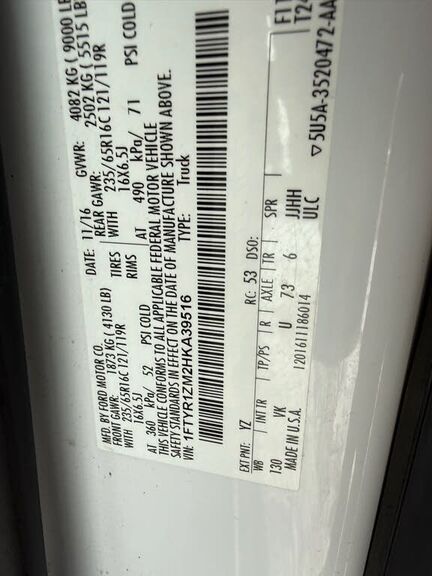 MFD. BY FORD MOTOR CO.
DATE: 11/16 GVWR: 4082 KG ( 9000 LB
FRONT GAWR: 1873 KG ( 4130 LB) REAR GAWR: 2502 KG ( 5515 LB
WITH 235/65R16C 121/119R TIRES WITH 235/65R16C 121/119R
16X6.5J RIMS 16X6.5J
AT 360 kPa/ 52 PSI COLD AT 490 kPa/ 71 PSI COLD
THIS VEHICLE CONFORMS TO ALL APPLICABLE FEDERAL MOTOR VEHICLE
SAFETY STANDARDS IN EFFECT ON THE DATE OF MANUFACTURE SHOWN ABOVE.
VIN: 1FTYR1ZM2HKA39516 TYPE: Truck
F11
T24
EXT PNT: YZ RC: 53 DSO:
WB INT TR TP/PS R AXLE TR SPR
130 VK U 73 6 JJHH
MADE IN U.S.A. 1201611186014 ULC
5U5A-3520472-AA